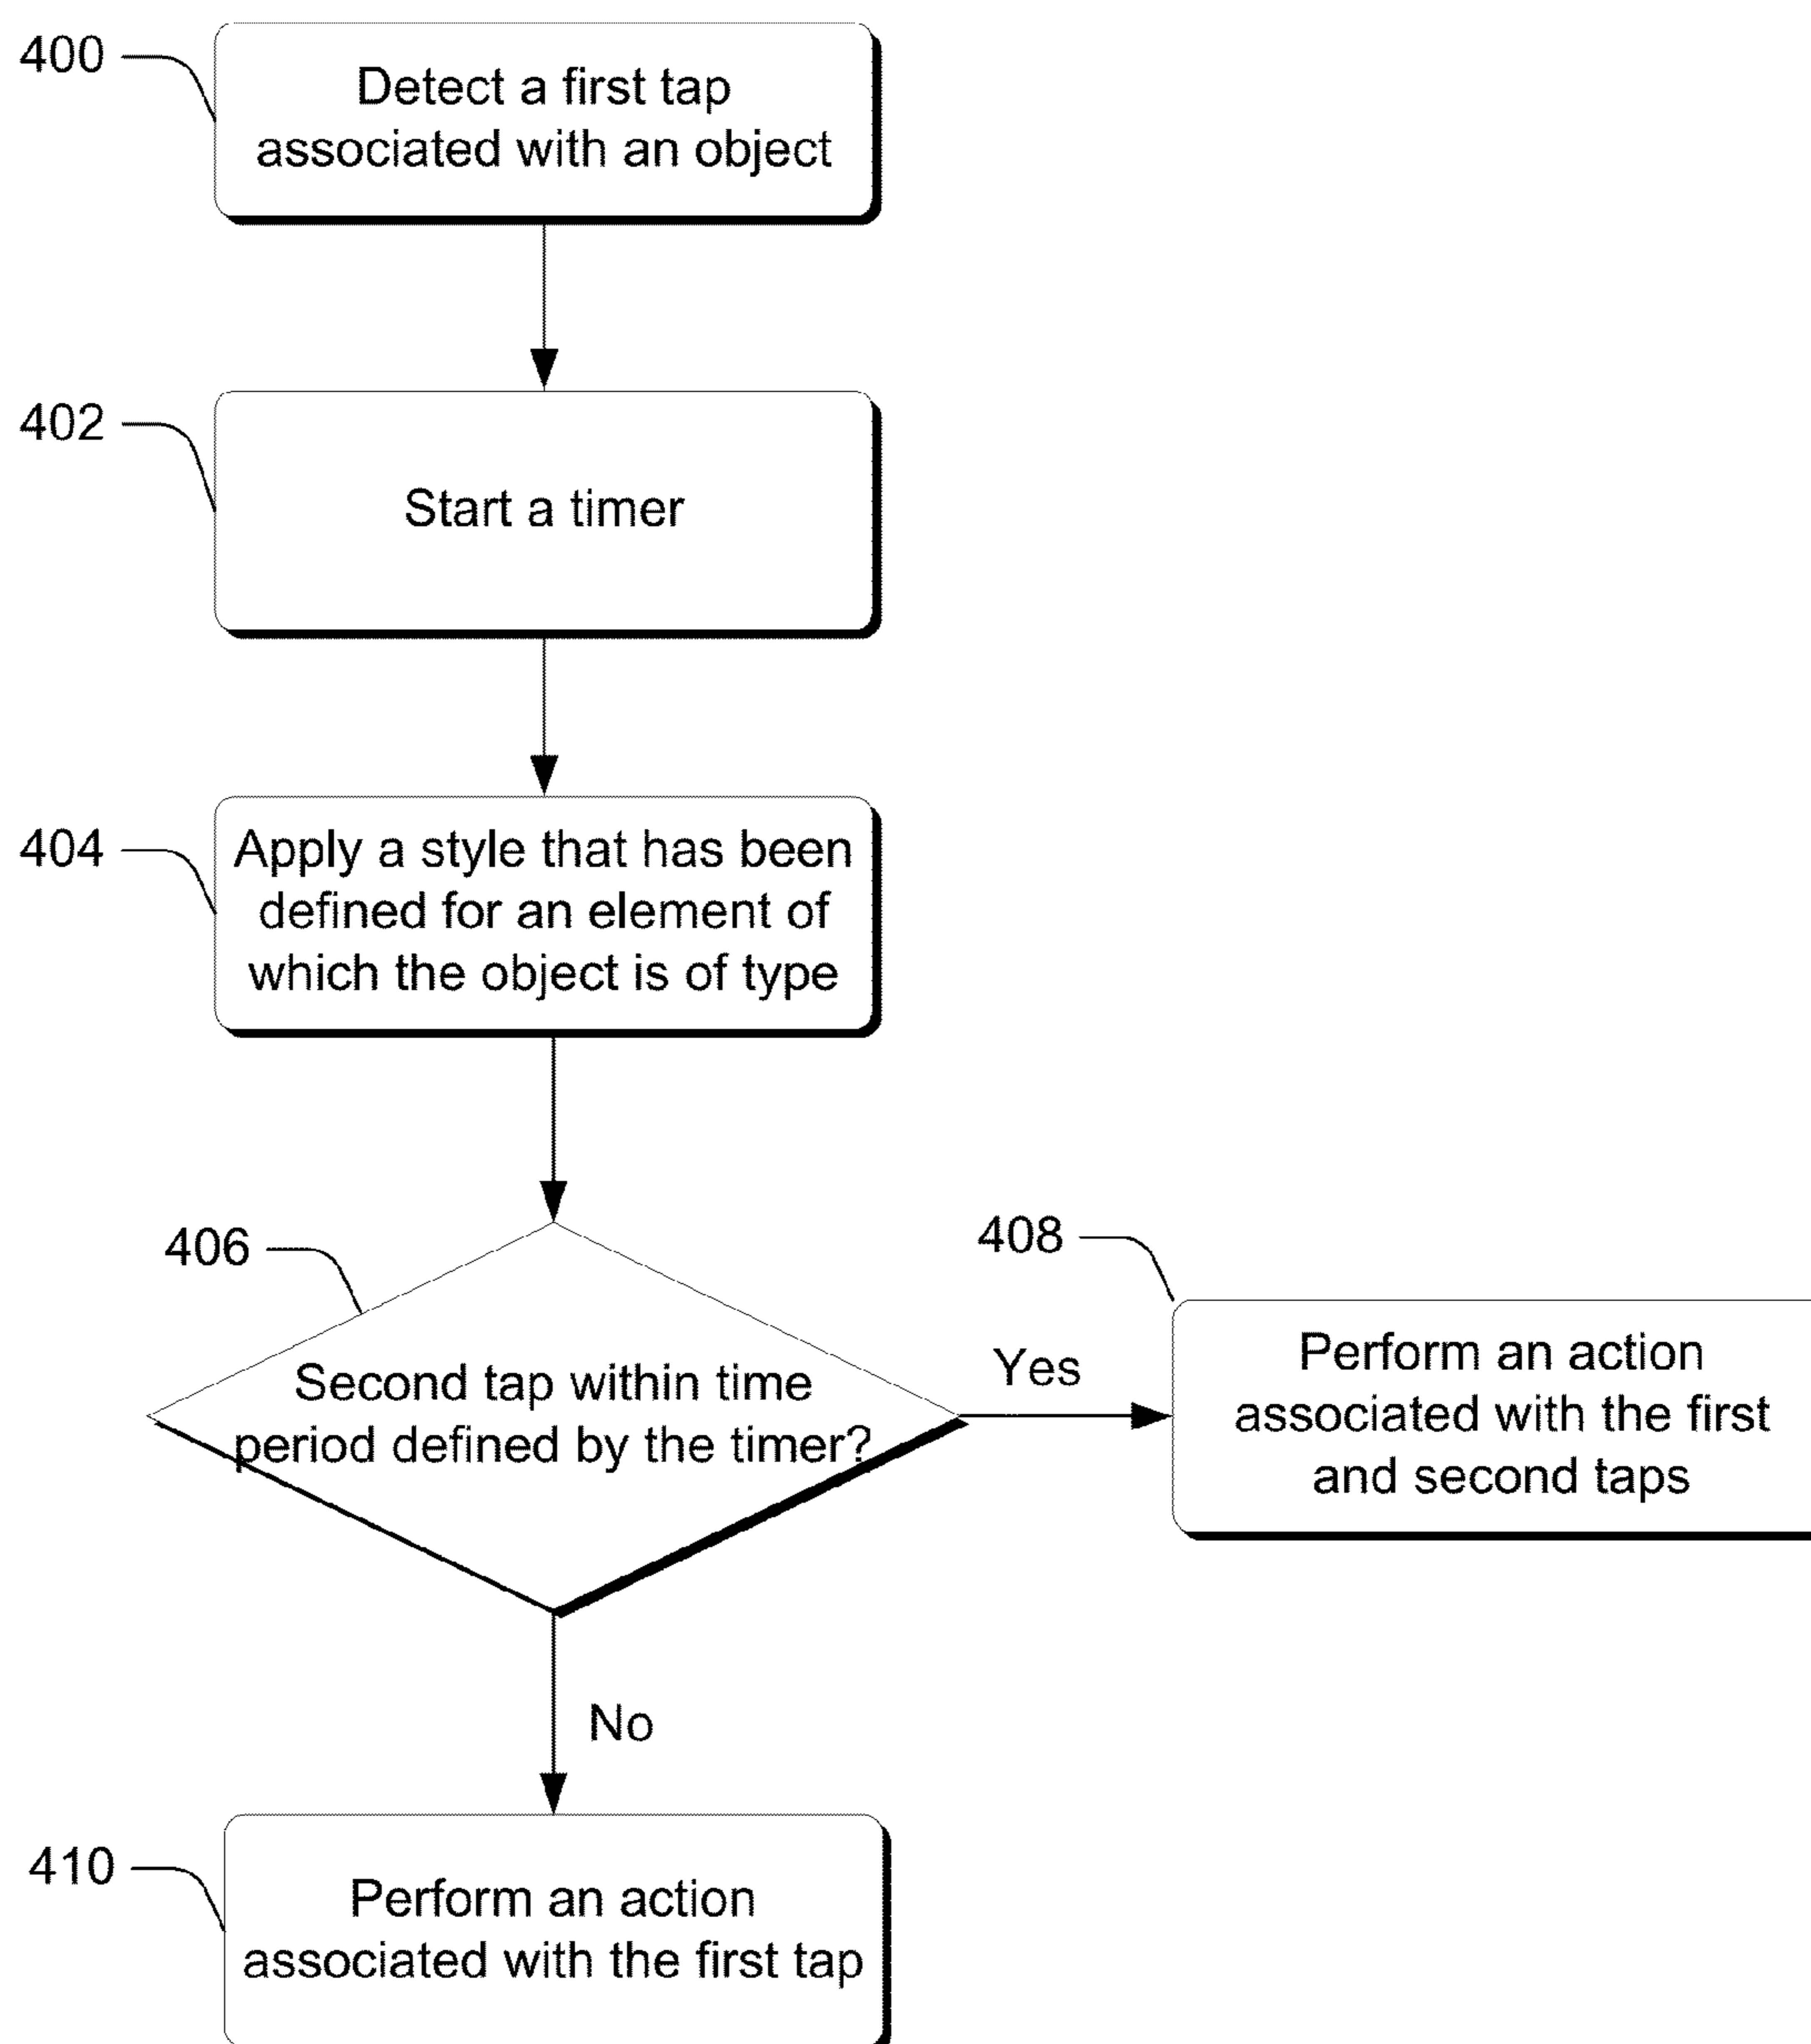 400
Detect a first tap
associated with an object
402
Start a timer
404
Apply a style that has been
defined for an element of
which the object is of type
406
Second tap within time
period defined by the timer?
Yes
408
Perform an action
associated with the first
and second taps
No
410
Perform an action
associated with the first tap